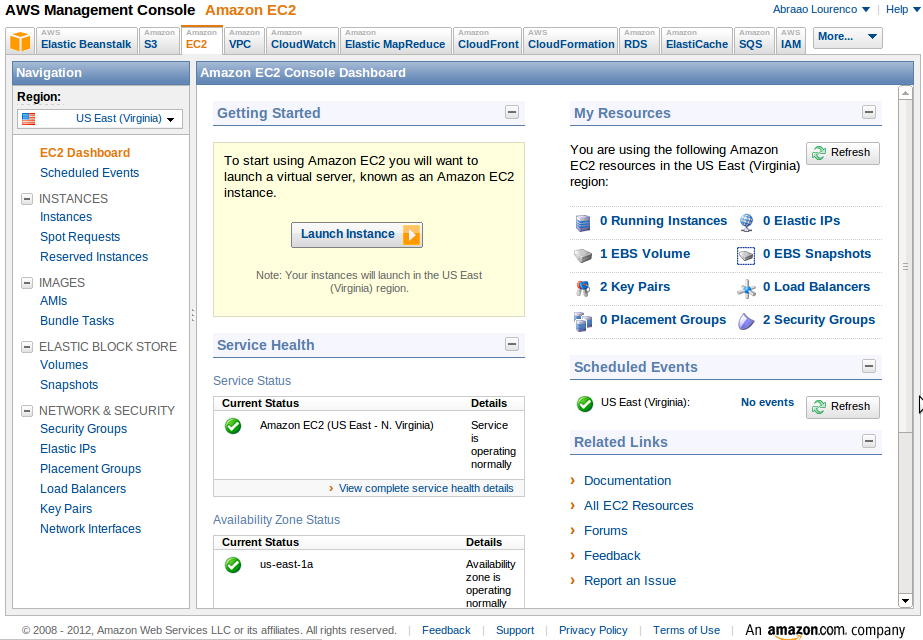 AWS Management Console Amazon EC2
Abraao Lourenco | Help
AWS Elastic Beanstalk
Amazon S3
Amazon EC2
Amazon VPC
Amazon CloudWatch
Amazon Elastic MapReduce
Amazon CloudFront
AWS CloudFormation
Amazon RDS
Amazon ElastiCache
Amazon SQS
AWS IAM
More...
Navigation
Region:
US East (Virginia)
EC2 Dashboard
Scheduled Events
INSTANCES
Instances
Spot Requests
Reserved Instances
IMAGES
AMIs
Bundle Tasks
ELASTIC BLOCK STORE
Volumes
Snapshots
NETWORK & SECURITY
Security Groups
Elastic IPs
Placement Groups
Load Balancers
Key Pairs
Network Interfaces
Amazon EC2 Console Dashboard
Getting Started
To start using Amazon EC2 you will want to
launch a virtual server, known as an Amazon EC2
instance.
Launch Instance
Note: Your instances will launch in the US East
(Virginia) region.
Service Health
Service Status
Current Status Details
Amazon EC2 (US East - N. Virginia) Service
is
operating
normally
› View complete service health details
Availability Zone Status
Current Status Details
us-east-1a Availability
zone is
operating
normally
My Resources
You are using the following Amazon
EC2 resources in the US East (Virginia)
region:
Refresh
0 Running Instances 0 Elastic IPs
1 EBS Volume 0 EBS Snapshots
2 Key Pairs 0 Load Balancers
0 Placement Groups 2 Security Groups
Scheduled Events
US East (Virginia): No events Refresh
Related Links
› Documentation
› All EC2 Resources
› Forums
› Feedback
› Report an Issue
© 2008 - 2012, Amazon Web Services LLC or its affiliates. All rights reserved. | Feedback | Support | Privacy Policy | Terms of Use | An amazon.com. company